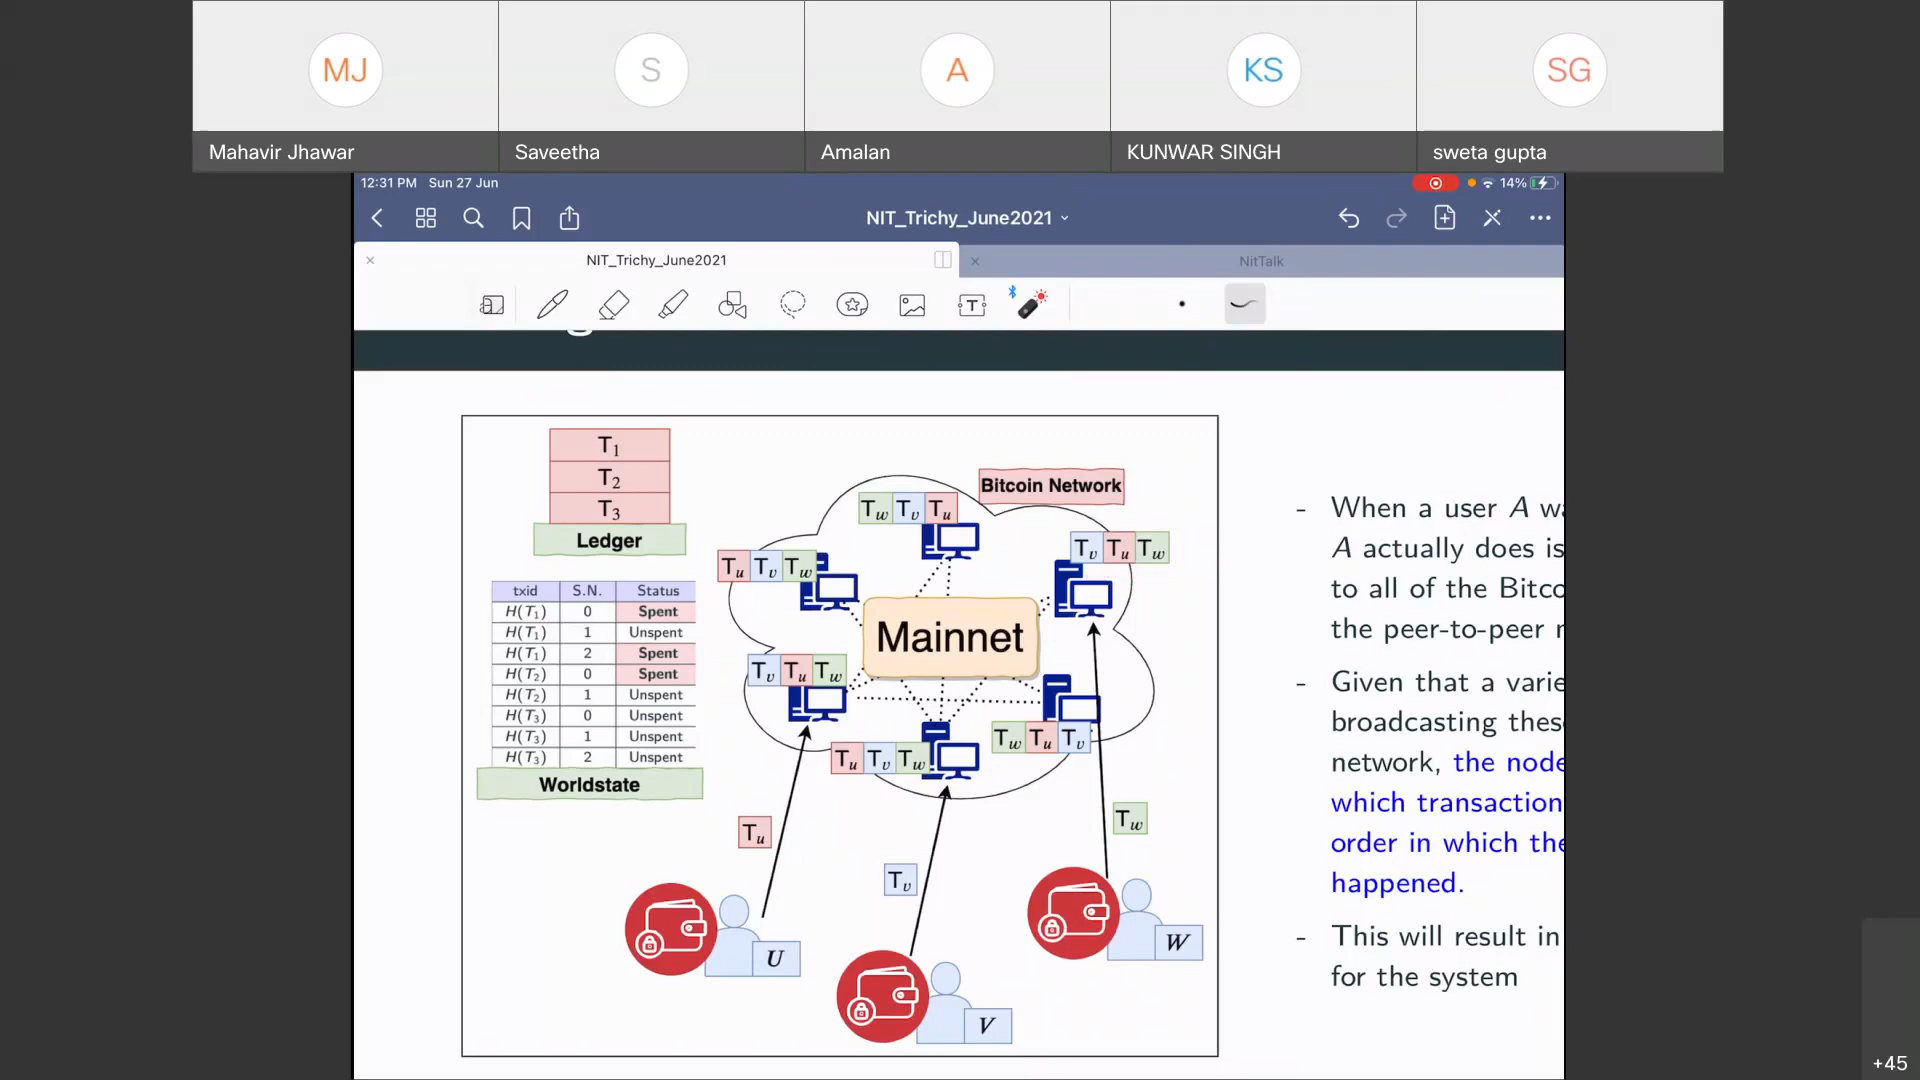 MJ
S
A
KS
SG
Mahavir Jhawar
Saveetha
Amalan
KUNWAR SINGH
sweta gupta
12:31 PM Sun 27 Jun
14%
NIT_Trichy_June2021
NIT_Trichy_June2021
NitTalk
T
T1
T2
T3
Ledger
txid S.N. Status
H(T1) 0 Spent
H(T1) 1 Unspent
H(T1) 2 Spent
H(T2) 0 Spent
H(T2) 1 Unspent
H(T3) 0 Unspent
H(T3) 1 Unspent
H(T3) 2 Unspent
Worldstate
Bitcoin Network
Tw Tv Tu
Tv Tu Tw
Tu Tv Tw
Mainnet
Tv Tu Tw
Tw Tu Tv
Tu Tv Tw
Tu
Tv
Tw
U
V
W
- When a user A
A actually does is
to all of the
the peer-to-peer
- Given that a
broadcasting
network, the
which transaction
order in which
happened.
- This will result in
for the system
+45